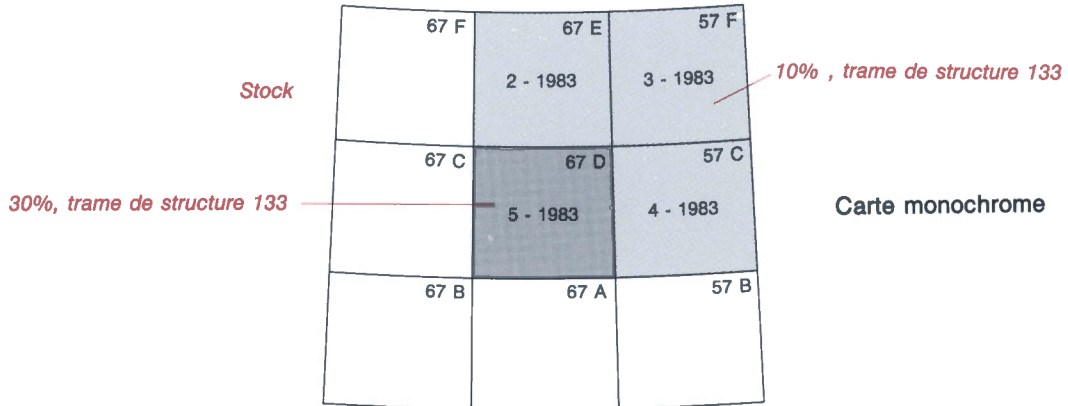 67 F
67 E
57 F
2 - 1983
3 - 1983
10% , trame de structure 133
Stock
67 C
67 D
57 C
30%, trame de structure 133
5 - 1983
4 - 1983
Carte monochrome
67 B
67 A
57 B